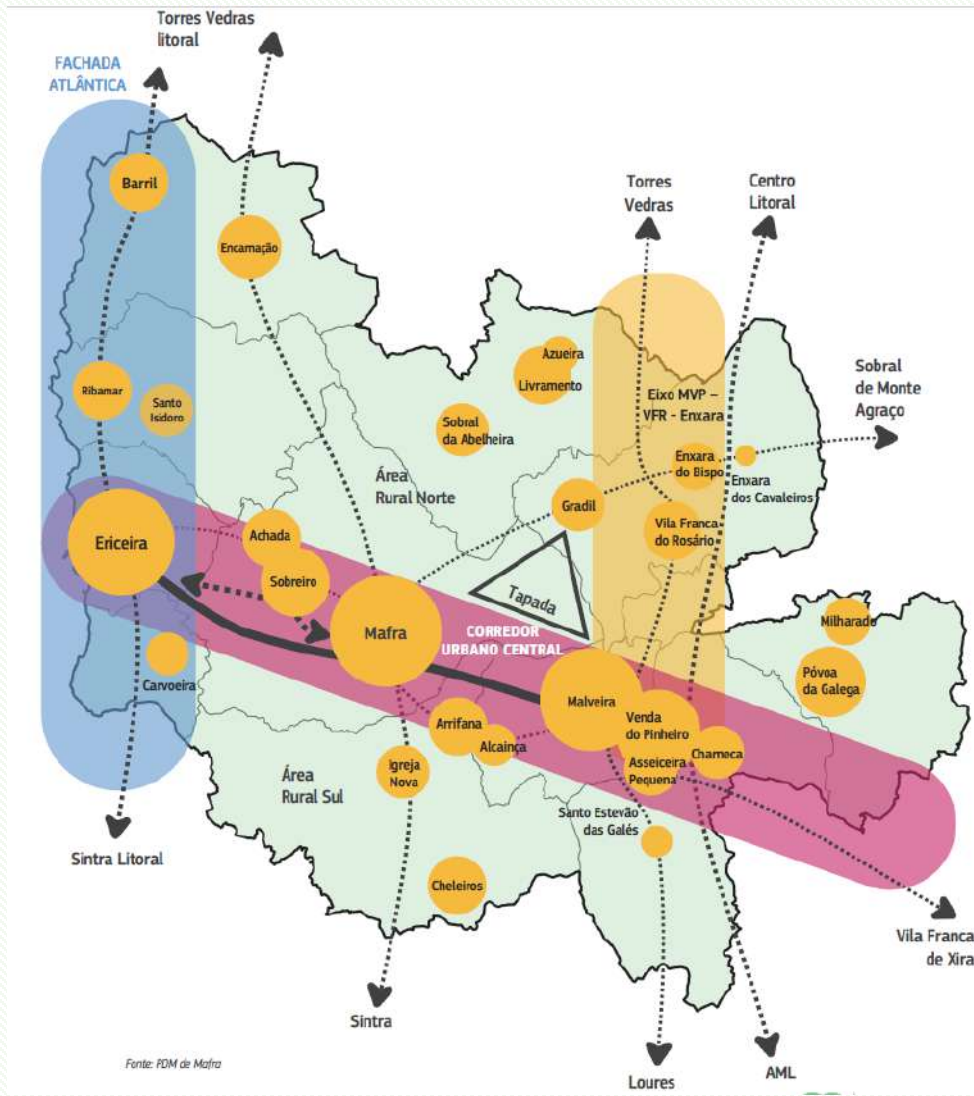 Torres Vedras
litoral
FACHADA
ATLÂNTICA
Barril
Torres
Vedras
Centro
Litoral
Encarnação
Azueira
Livramento
Sobral
de Monte
Agraço
Ribamar
Santo
Isidoro
Eixo MVP –
VFR - Enxara
Sobral
da Abelheira
Enxara
do Bispo
Enxara
dos Cavaleiros
Área
Rural Norte
Gradil
Vila Franca
do Rosário
Ericeira
Achada
Sobreiro
Tapada
Mafra
CORREDOR
URBANO CENTRAL
Milharado
Póvoa
da Galega
Carvoeira
Malveira
Venda
do Pinheiro
Arrifana
Alcainça
Charneca
Asseiceira
Pequena
Igreja
Nova
Área
Rural Sul
Santo Estevão
das Galés
Sintra Litoral
Cheleiros
Vila Franca
de Xira
Sintra
Fonte: PDM de Mafra
Loures
AML